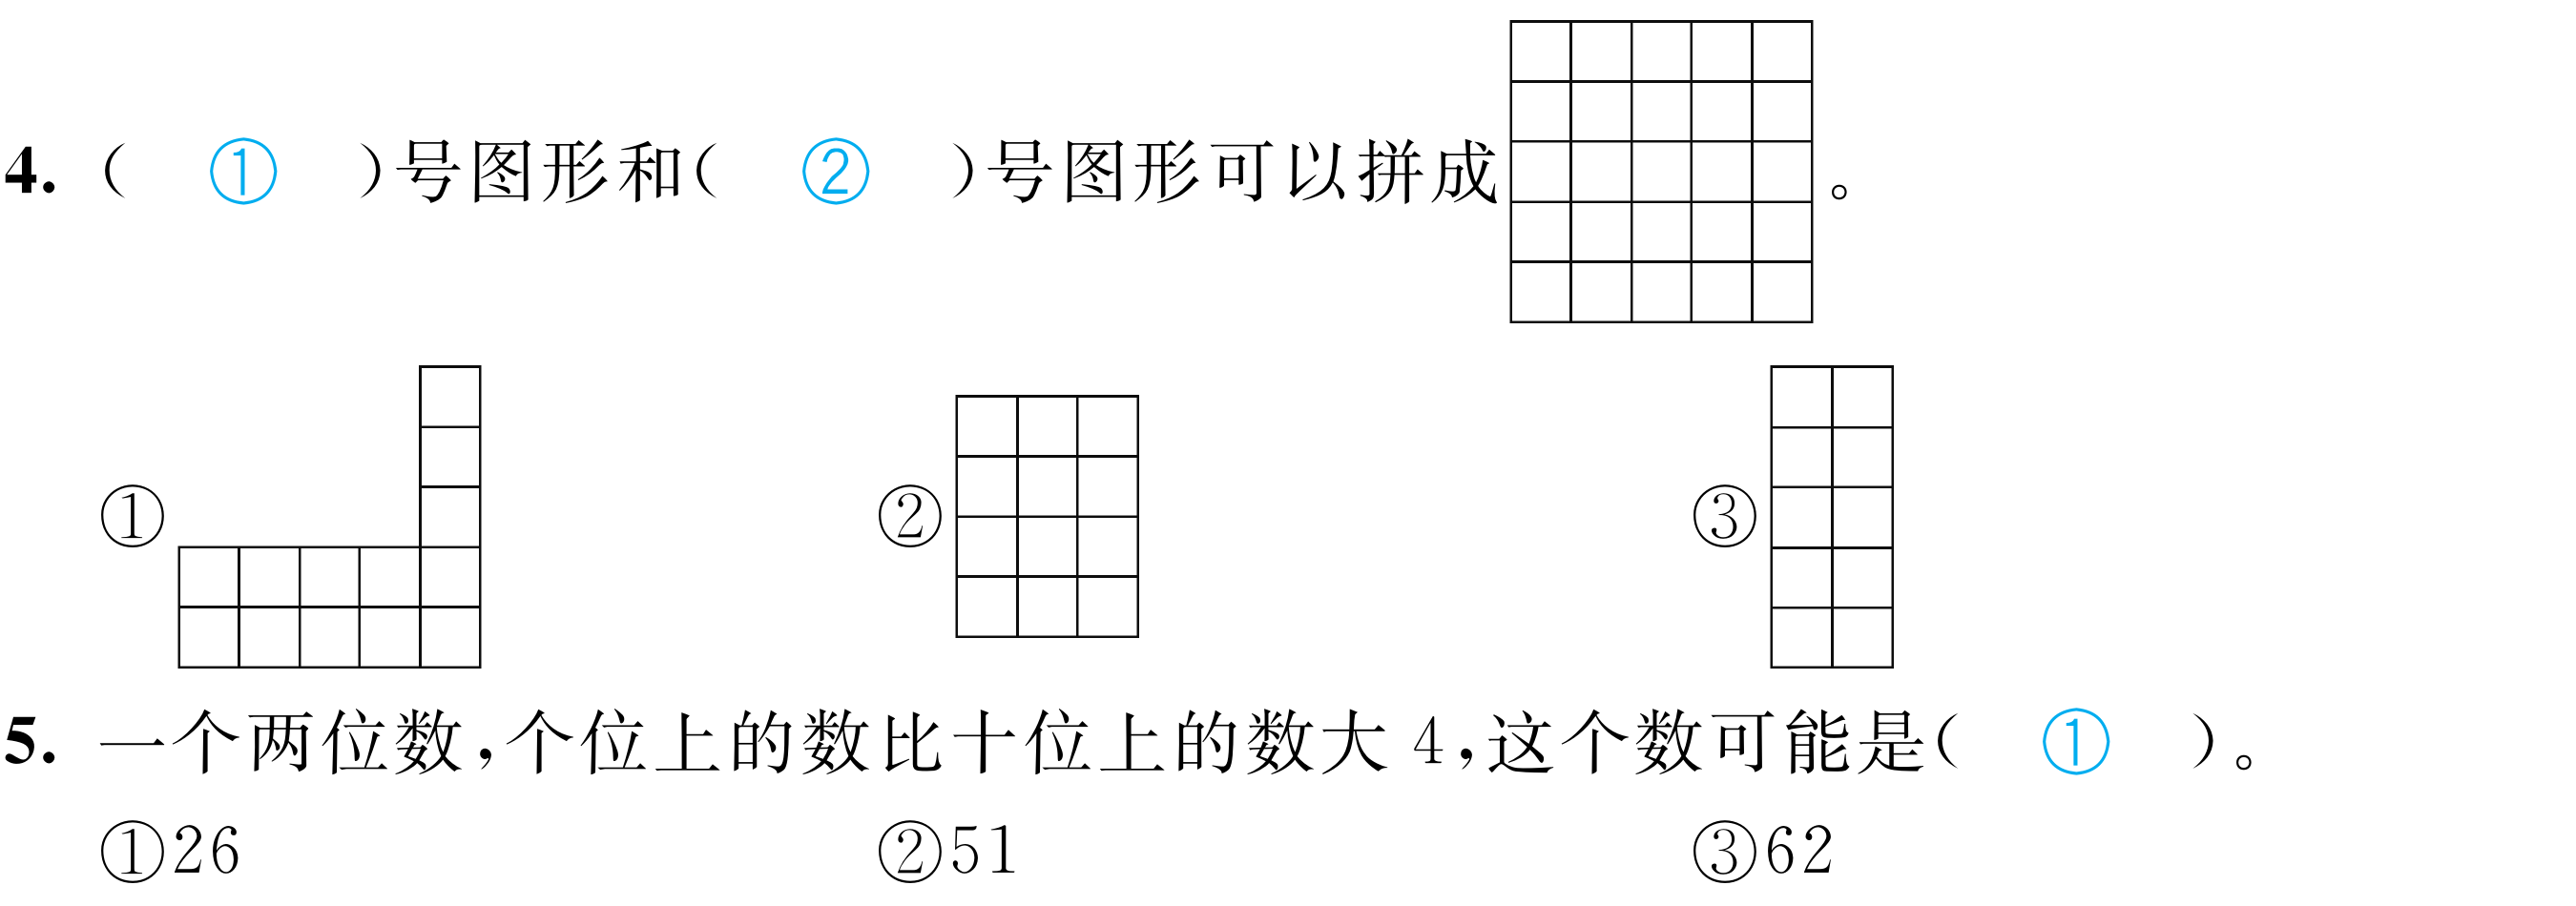 4. ( ① )号图形和( ② )号图形可以拼成 。
① ② ③
5. 一个两位数,个位上的数比十位上的数大 4,这个数可能是( ① )。
①26 ②51 ③62